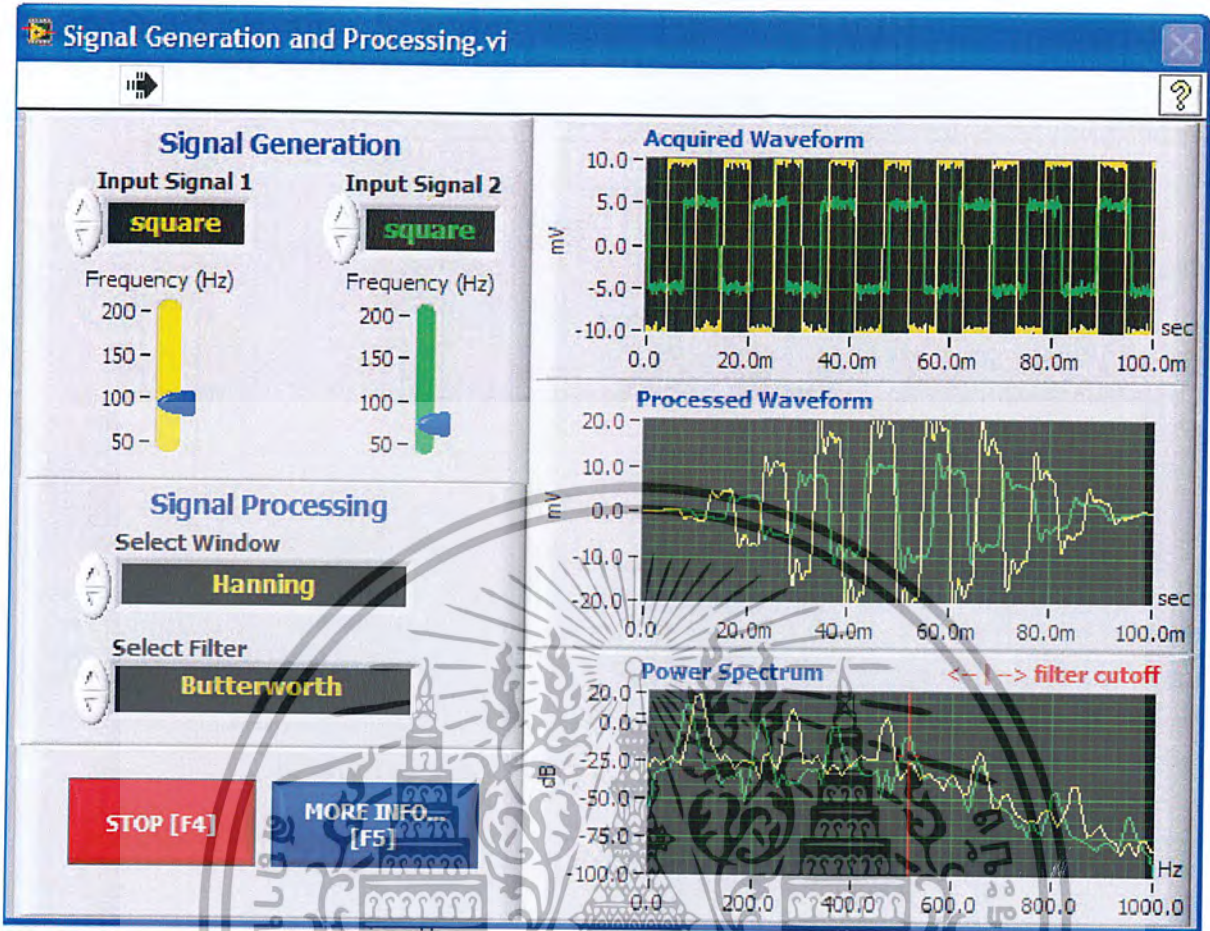 Signal Generation and Processing.vi
?
Signal Generation
Input Signal 1
square
Frequency (Hz)
200
150
100
50
Input Signal 2
square
Frequency (Hz)
200
150
100
50
Signal Processing
Select Window
Hanning
Select Filter
Butterworth
STOP [F4]
MORE INFO...
[F5]
Acquired Waveform
mV
10.0
5.0
0.0
-5.0
-10.0
0.0 20.0m 40.0m 60.0m 80.0m 100.0m
sec
Processed Waveform
mV
20.0
10.0
0.0
-10.0
-20.0
0.0 20.0m 40.0m 60.0m 80.0m 100.0m
sec
Power Spectrum
<-- | --> filter cutoff
dB
20.0
0.0
-25.0
-50.0
-75.0
-100.0
0.0 200.0 400.0 600.0 800.0 1000.0
Hz